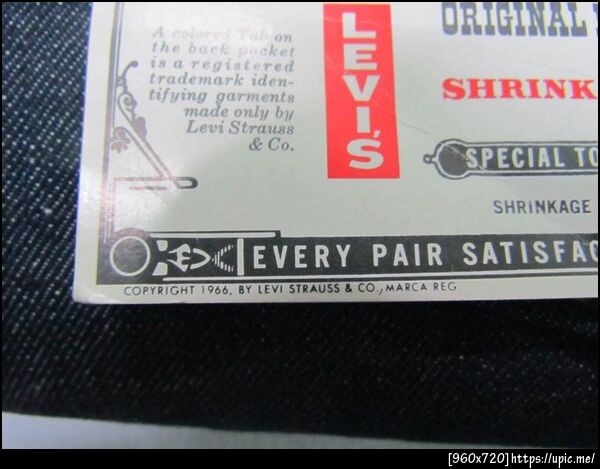 A colored Tab on
the back pocket
is a registered
trademark iden-
tifying garments
made only by
Levi Strauss
& Co.
LEVI'S
ORIGINAL
SHRINK
SPECIAL TO
SHRINKAGE
EVERY PAIR SATISFAC
COPYRIGHT 1966, BY LEVI STRAUSS & CO., MARCA REG.
[960x720]https://upic.me/